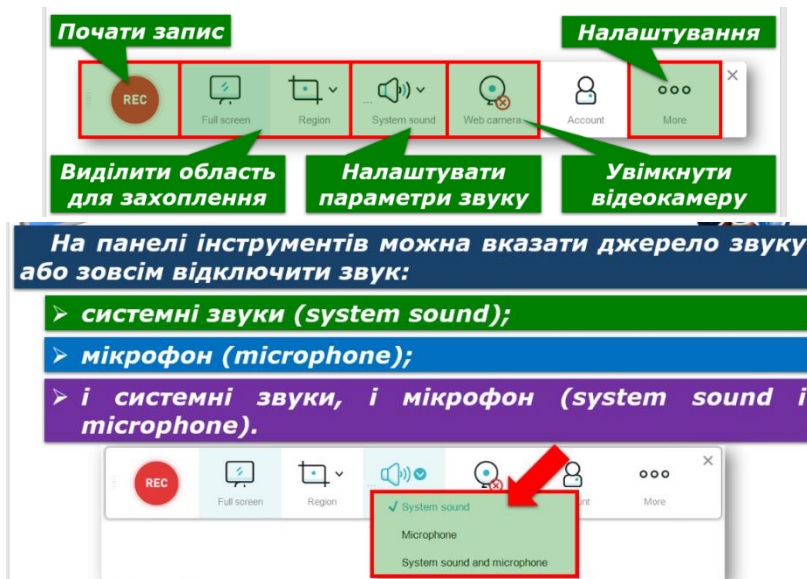 Почати запис
Налаштування
REC
Full screen
Region
System sound
Web camera
Account
More
Виділити область
для захоплення
Налаштувати
параметри звуку
Увімкнути
відеокамеру
На панелі інструментів можна вказати джерело звуку
або зовсім відключити звук:
➢ системні звуки (system sound);
➢ мікрофон (microphone);
➢ і системні звуки, і мікрофон (system sound і
microphone).
REC
Full screen
Region
unt
More
✓ System sound
Microphone
System sound and microphone